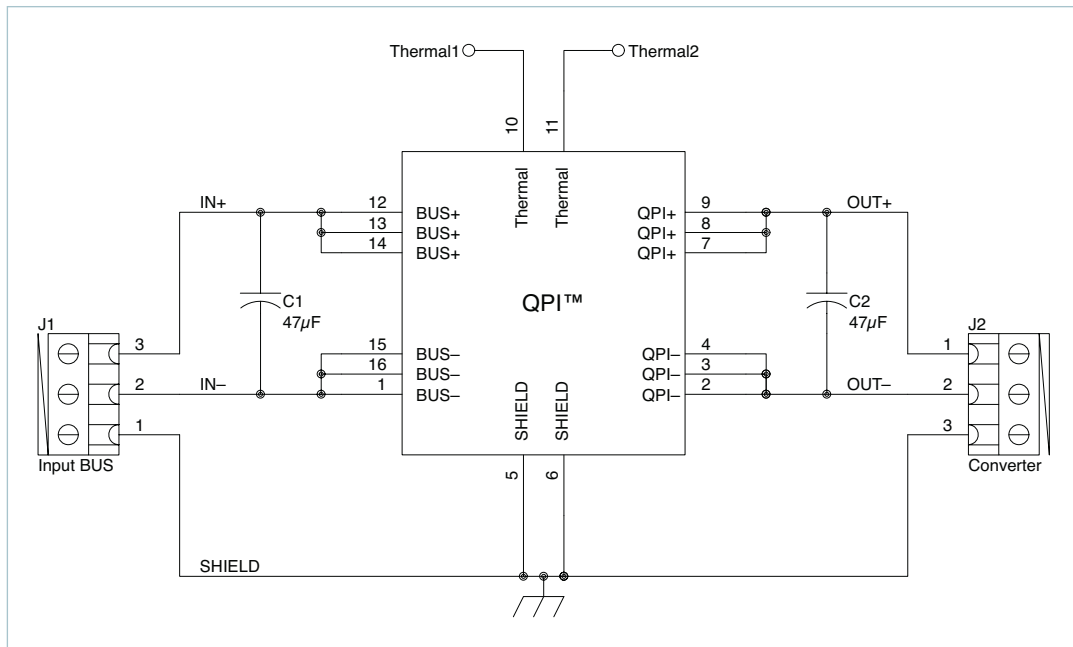 Thermal1
Thermal2
10
11
Thermal
Thermal
IN+
12
BUS+
13
BUS+
14
BUS+
QPI+
9
OUT+
QPI+
8
QPI+
7
C1
47µF
QPI™
C2
47µF
J1
J2
3
15
BUS–
QPI–
4
1
16
BUS–
QPI–
3
2
IN–
1
BUS–
QPI–
2
OUT–
2
1
SHIELD
SHIELD
3
Input BUS
Converter
5
6
SHIELD